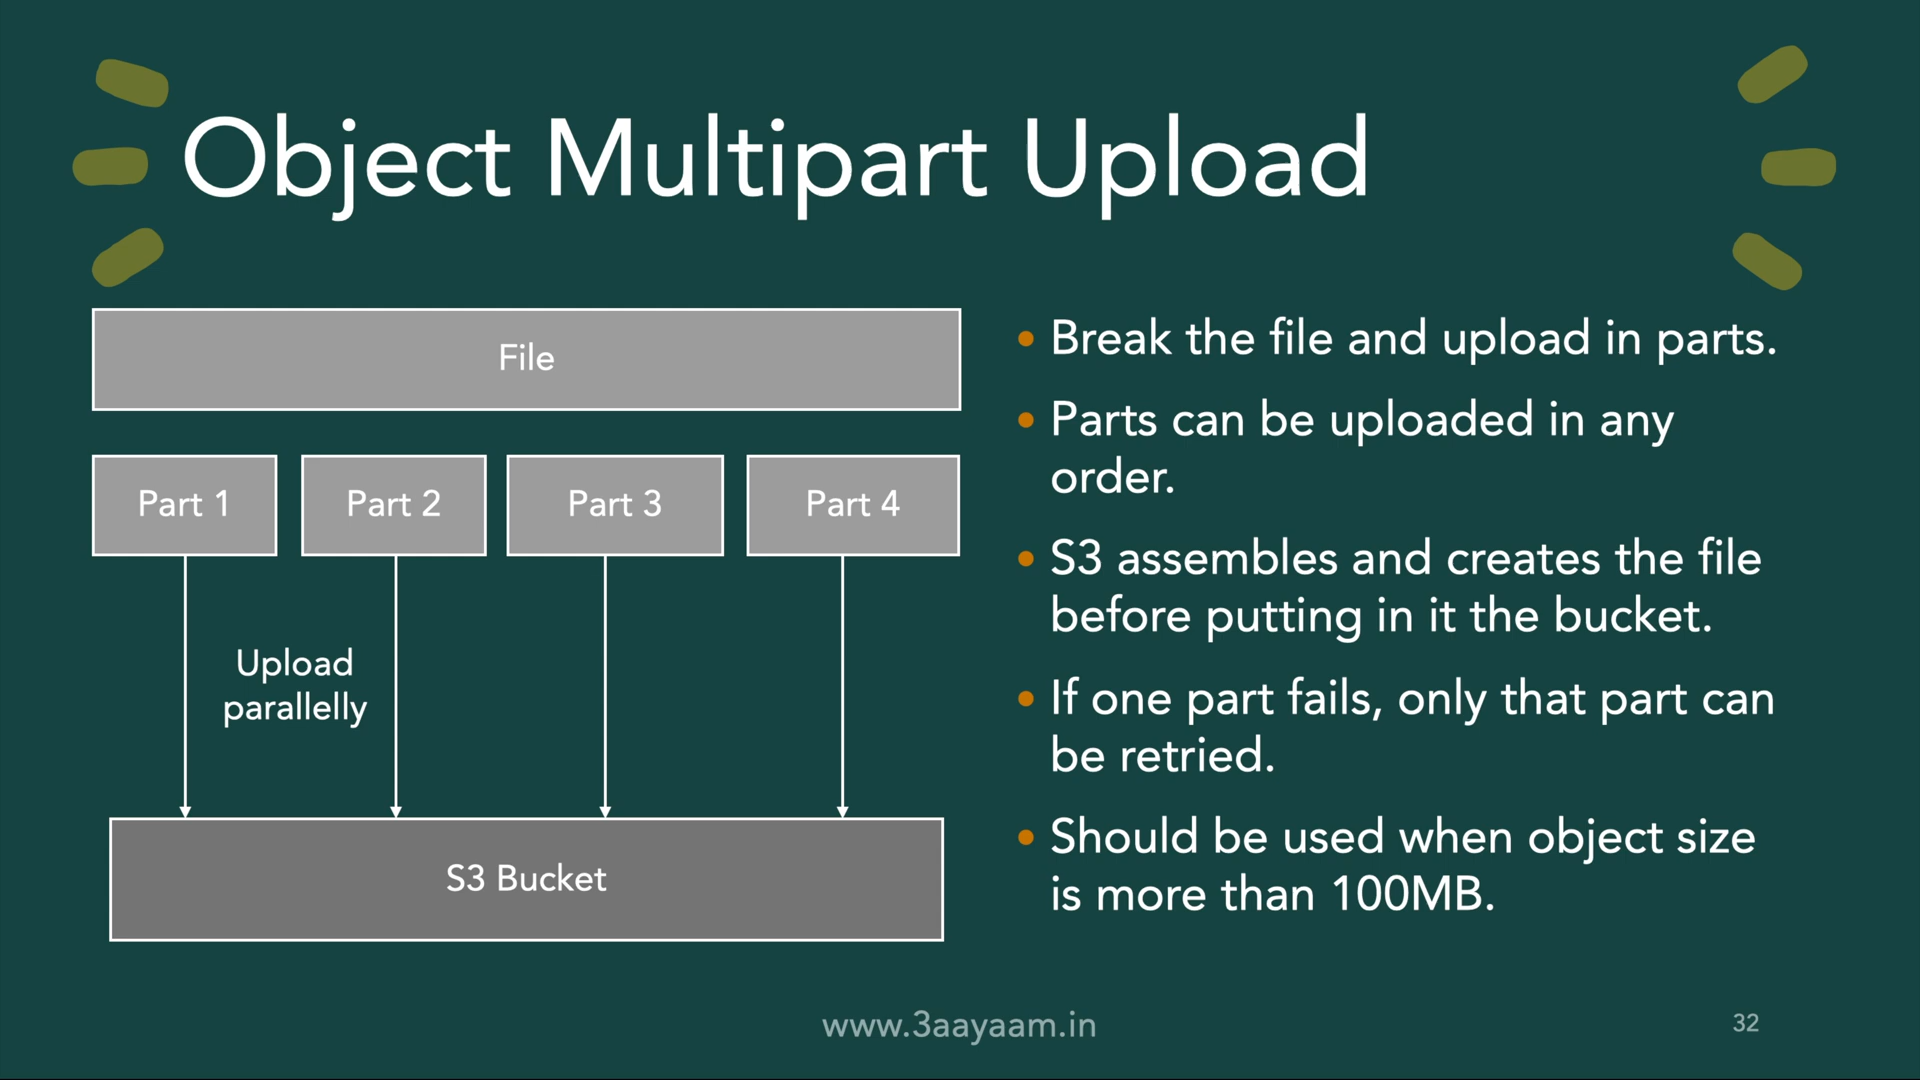 Object Multipart Upload
File
Part 1
Part 2
Part 3
Part 4
Upload
parallelly
S3 Bucket
• Break the file and upload in parts.
• Parts can be uploaded in any
order.
• S3 assembles and creates the file
before putting in it the bucket.
• If one part fails, only that part can
be retried.
• Should be used when object size
is more than 100MB.
www.3aayaam.in
32